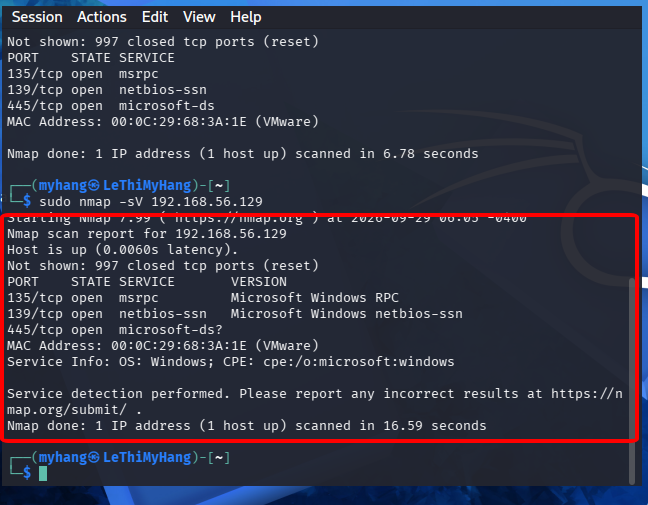 Session Actions Edit View Help
Not shown: 997 closed tcp ports (reset)
PORT STATE SERVICE
135/tcp open msrpc
139/tcp open netbios-ssn
445/tcp open microsoft-ds
MAC Address: 00:0C:29:68:3A:1E (VMware)
Nmap done: 1 IP address (1 host up) scanned in 6.78 seconds
┌──(myhang㉿LeThiMyHang)-[~]
└─$ sudo nmap -sV 192.168.56.129
Starting Nmap 7.99 ( https://nmap.org ) at 2026-09-29 06:05 -0400
Nmap scan report for 192.168.56.129
Host is up (0.0060s latency).
Not shown: 997 closed tcp ports (reset)
PORT STATE SERVICE VERSION
135/tcp open msrpc Microsoft Windows RPC
139/tcp open netbios-ssn Microsoft Windows netbios-ssn
445/tcp open microsoft-ds?
MAC Address: 00:0C:29:68:3A:1E (VMware)
Service Info: OS: Windows; CPE: cpe:/o:microsoft:windows
Service detection performed. Please report any incorrect results at https://n
map.org/submit/ .
Nmap done: 1 IP address (1 host up) scanned in 16.59 seconds
┌──(myhang㉿LeThiMyHang)-[~]
└─$